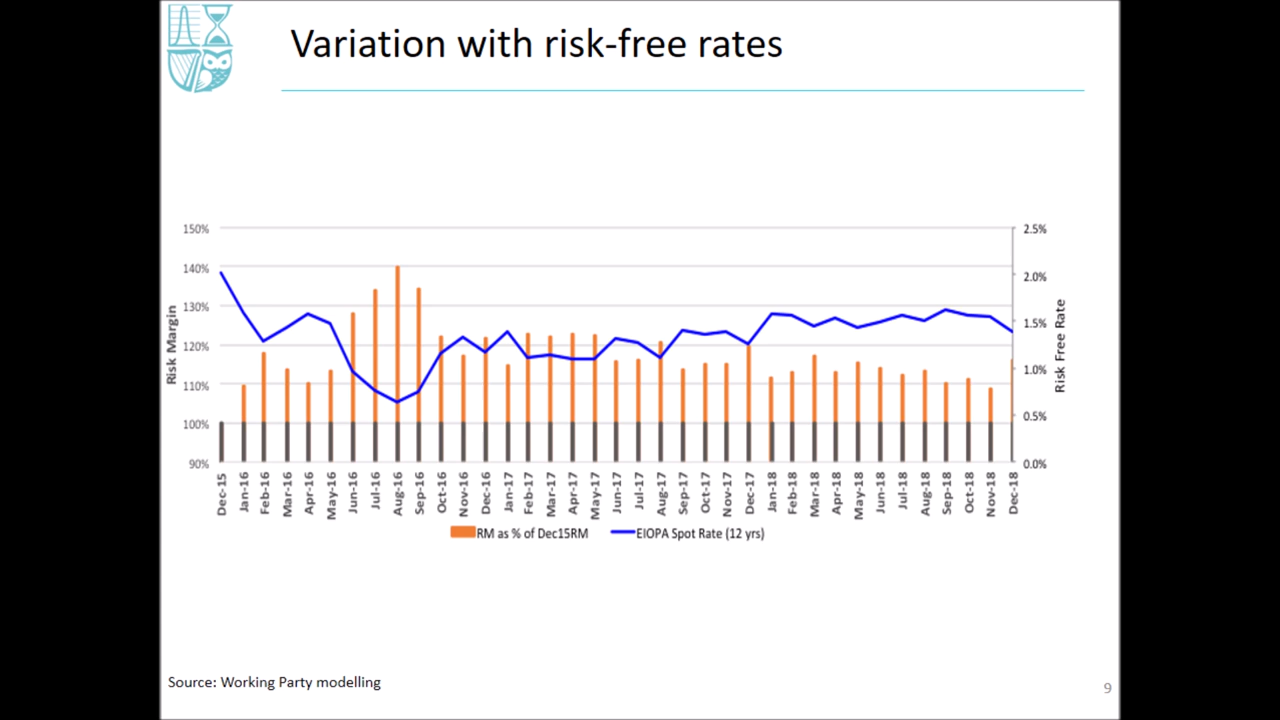 Variation with risk-free rates
150%
140%
130%
120%
110%
100%
90%
Risk Margin
2.5%
2.0%
1.5%
1.0%
0.5%
0.0%
Risk Free Rate
Dec-15
Jan-16
Feb-16
Mar-16
Apr-16
May-16
Jun-16
Jul-16
Aug-16
Sep-16
Oct-16
Nov-16
Dec-16
Jan-17
Feb-17
Mar-17
Apr-17
May-17
Jun-17
Jul-17
Aug-17
Sep-17
Oct-17
Nov-17
Dec-17
Jan-18
Feb-18
Mar-18
Apr-18
May-18
Jun-18
Jul-18
Aug-18
Sep-18
Oct-18
Nov-18
Dec-18
RM as % of Dec15RM
EIOPA Spot Rate (12 yrs)
Source: Working Party modelling
9